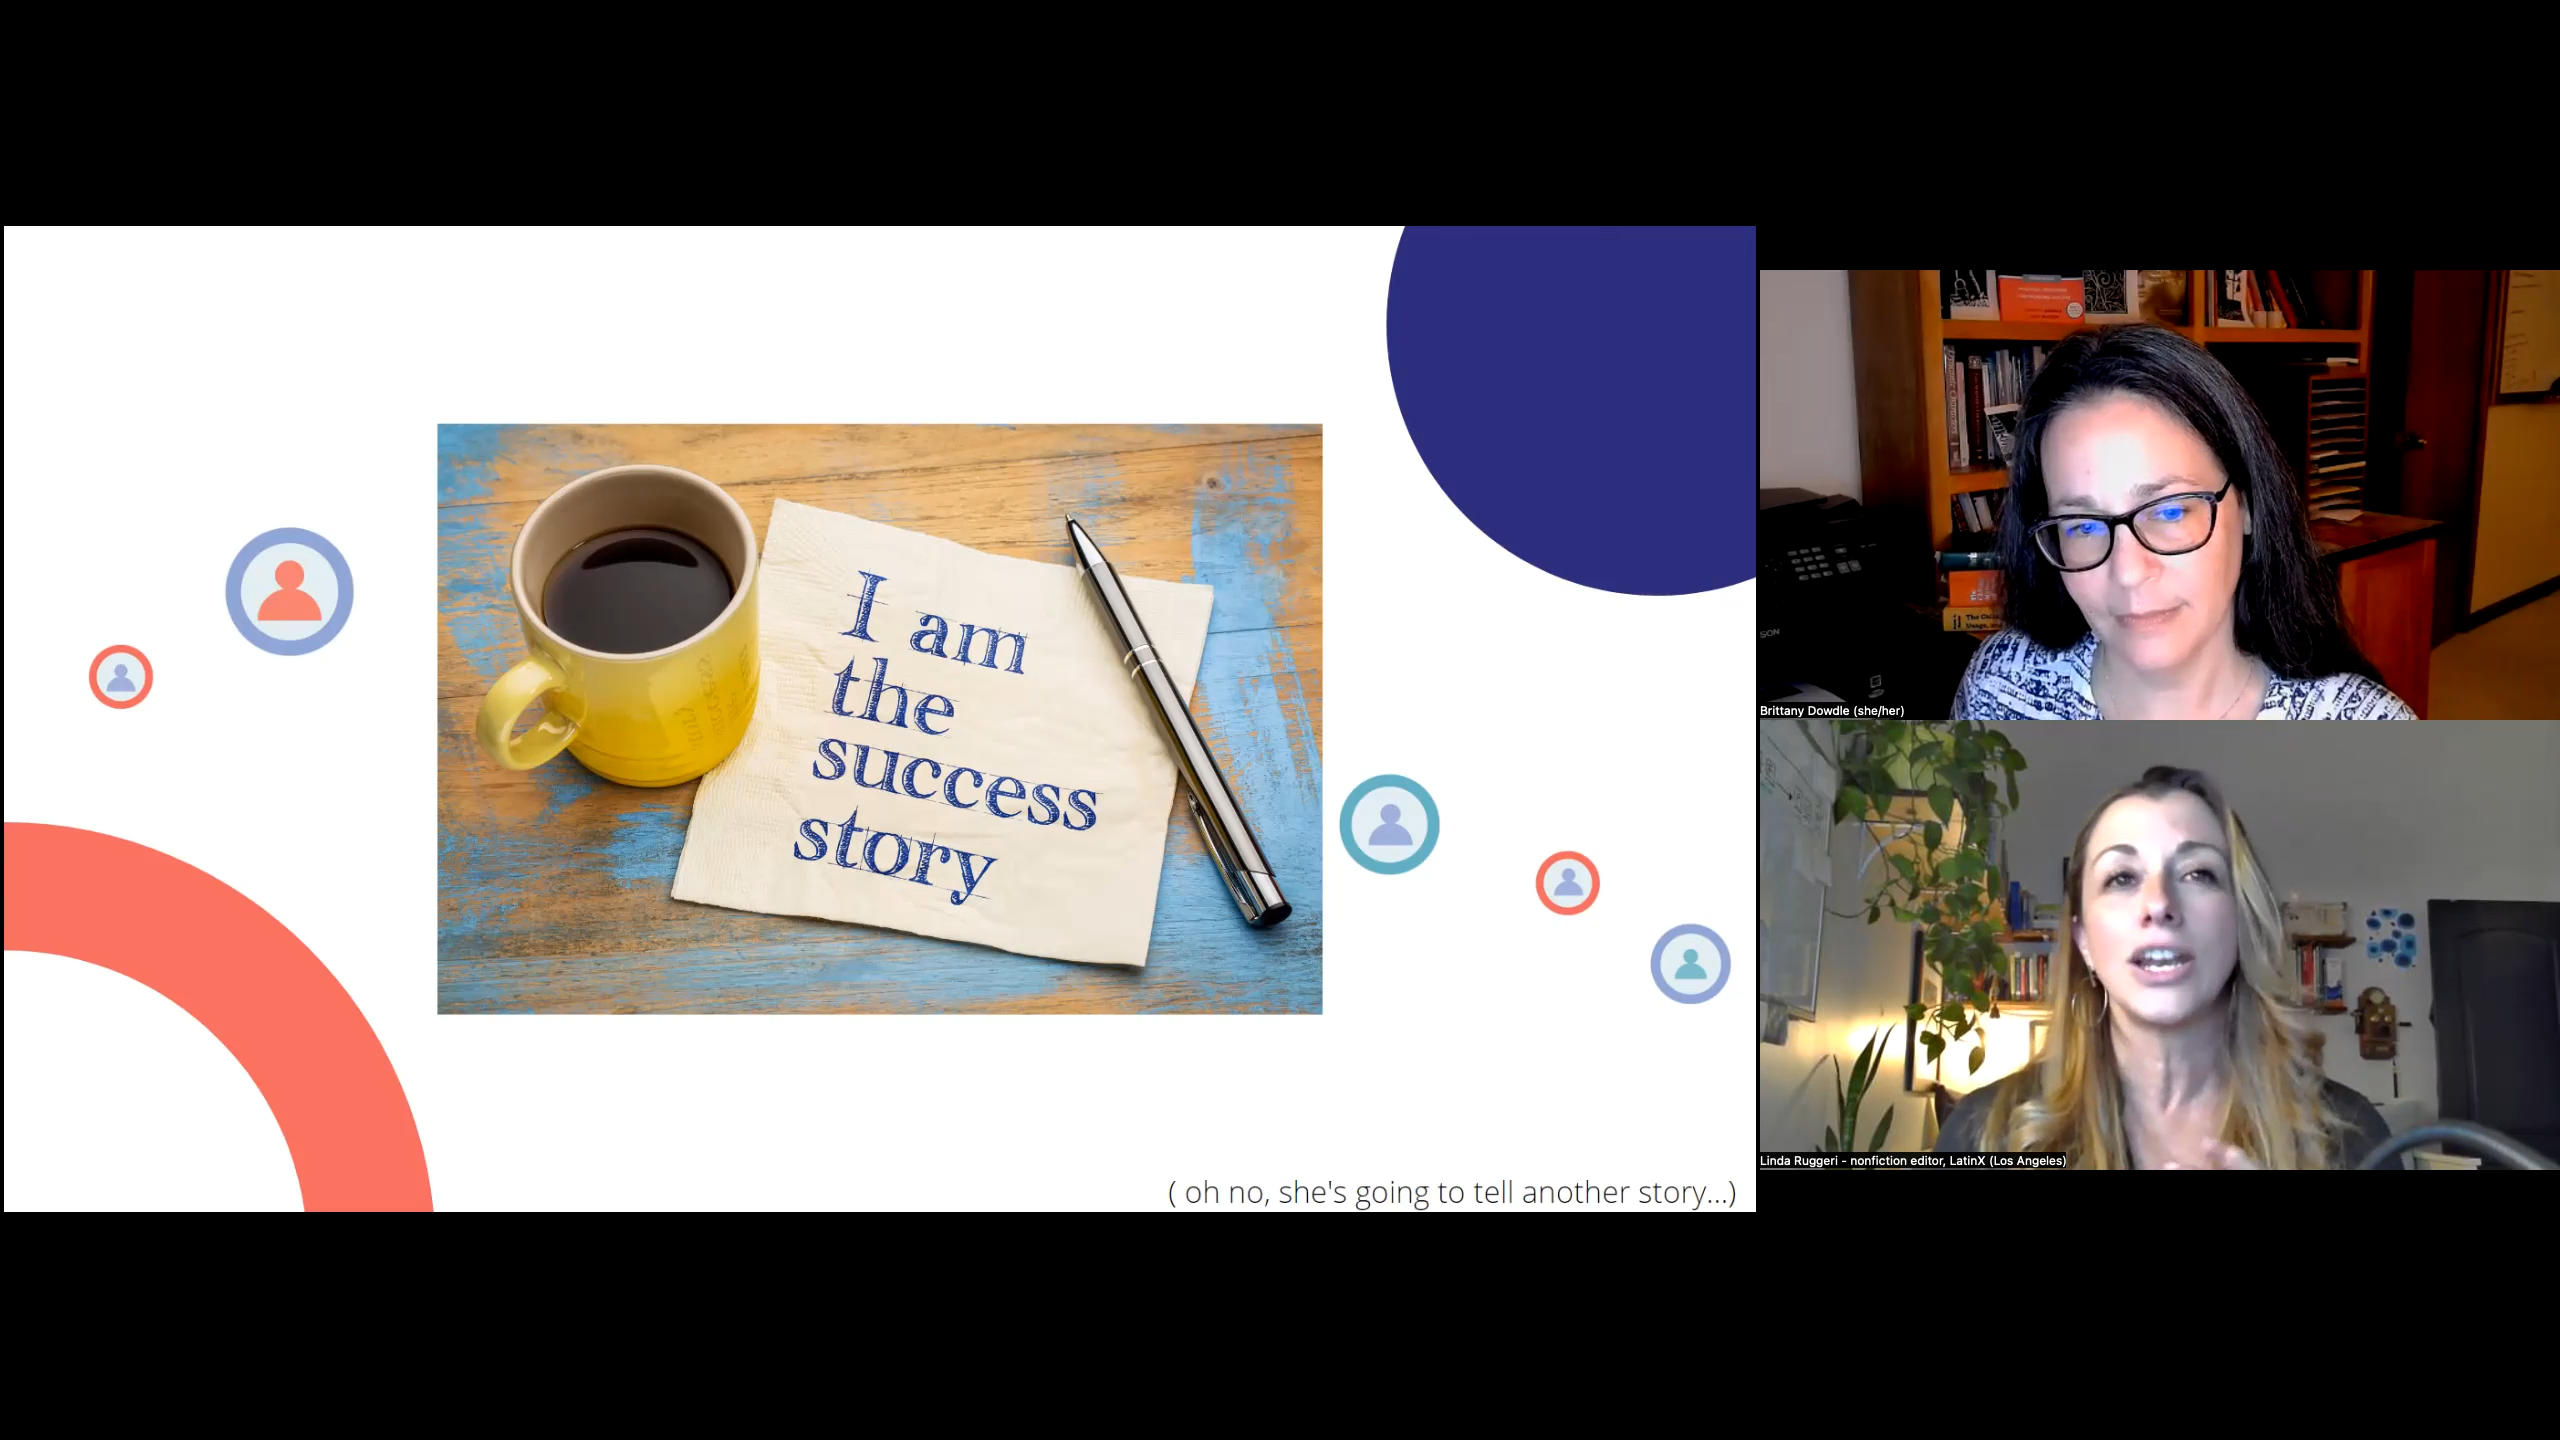 I am
the
success
story
( oh no, she's going to tell another story...)
SON
Brittany Dowdle (she/her)
Linda Ruggeri - nonfiction editor, LatinX (Los Angeles)